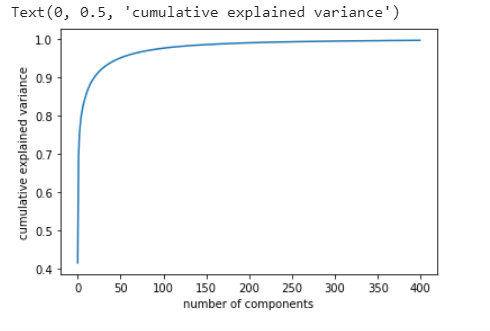 Text(0, 0.5, 'cumulative explained variance')
1.0
0.9
0.8
0.7
0.6
0.5
0.4
cumulative explained variance
0 50 100 150 200 250 300 350 400
number of components